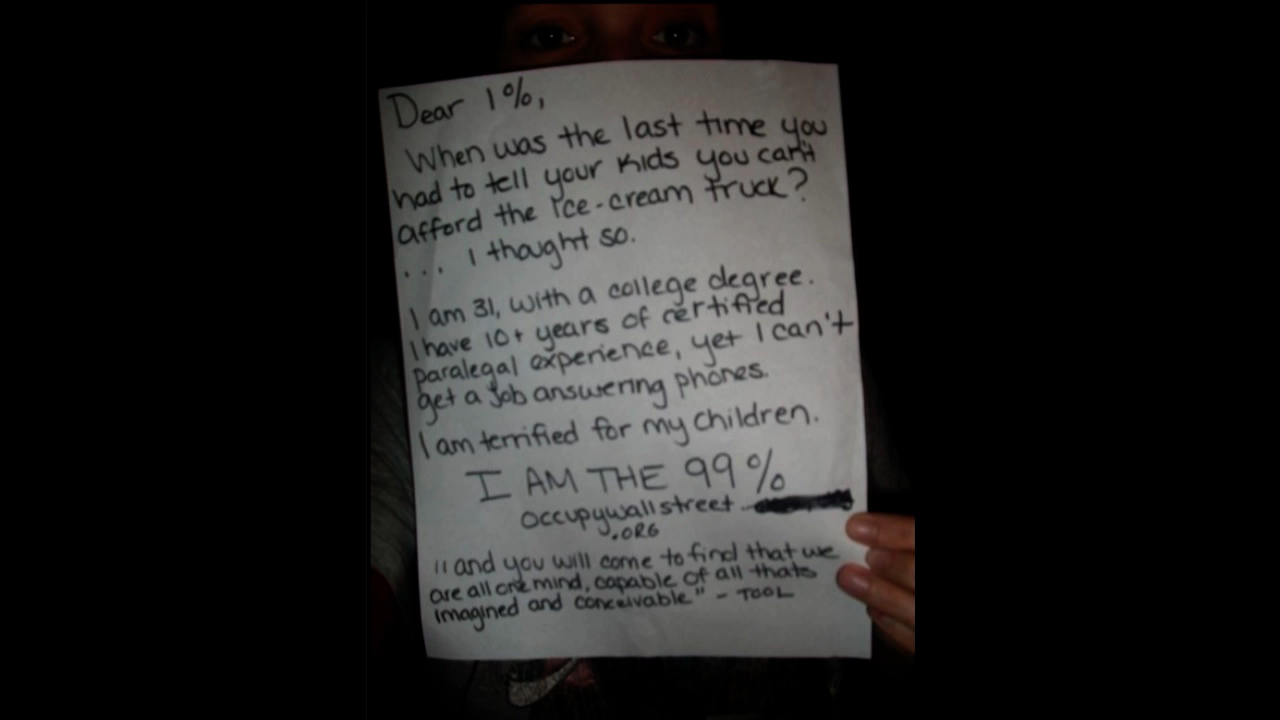 Dear 1%,
When was the last time you
had to tell your kids you can't
afford the ice-cream truck?
... I thought so.
I am 31, with a college degree.
I have 10+ years of certified
paralegal experience, yet I can't
get a job answering phones.
I am terrified for my children.
I AM THE 99%
occupywallstreet
.ORG
"and you will come to find that we
are all one mind, capable of all thats
imagined and conceivable" - TOOL